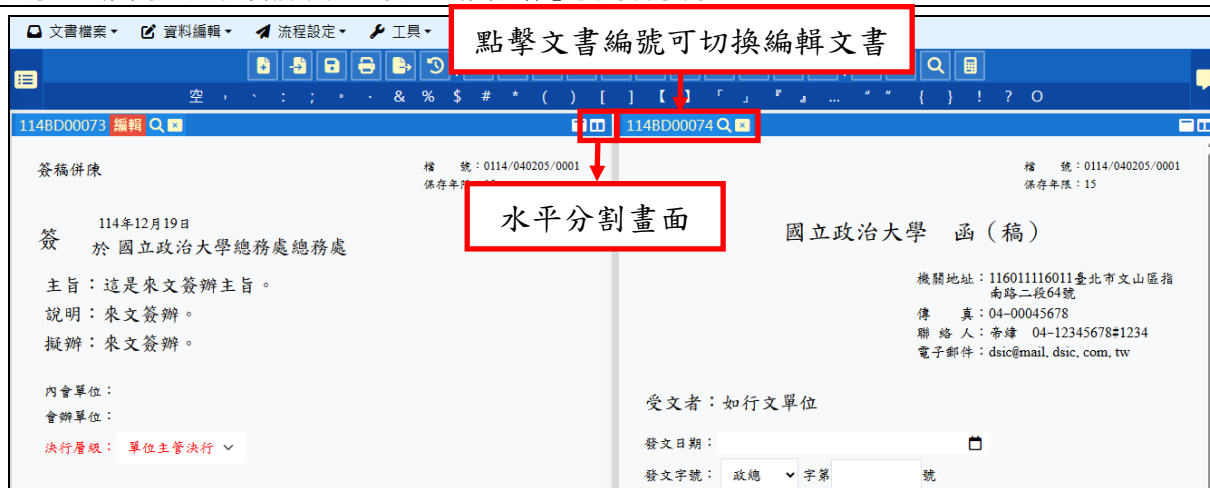 文書檔案 資料編輯 流程設定 工具
點擊文書編號可切換編輯文書
空 , 、 : ; 。 · & % $ # * ( ) [ ] 【 】 「 」 『 』 … “ ” { } ! ? O
114BD00073 編輯
114BD00074
簽稿併陳
檔 號：0114/040205/0001
保存年限
水平分割畫面
114年12月19日
簽 於 國立政治大學總務處總務處
主旨：這是來文簽辦主旨。
說明：來文簽辦。
擬辦：來文簽辦。
內會單位：
會辦單位：
決行層級： 單位主管決行
檔 號：0114/040205/0001
保存年限：15
國立政治大學 函（稿）
機關地址：116011116011臺北市文山區指
南路二段64號
傳 真：04-00045678
聯 絡 人：帝緯 04-12345678#1234
電子郵件：dsic@mail.dsic.com.tw
受文者：如行文單位
發文日期：
發文字號： 政總 字第 號